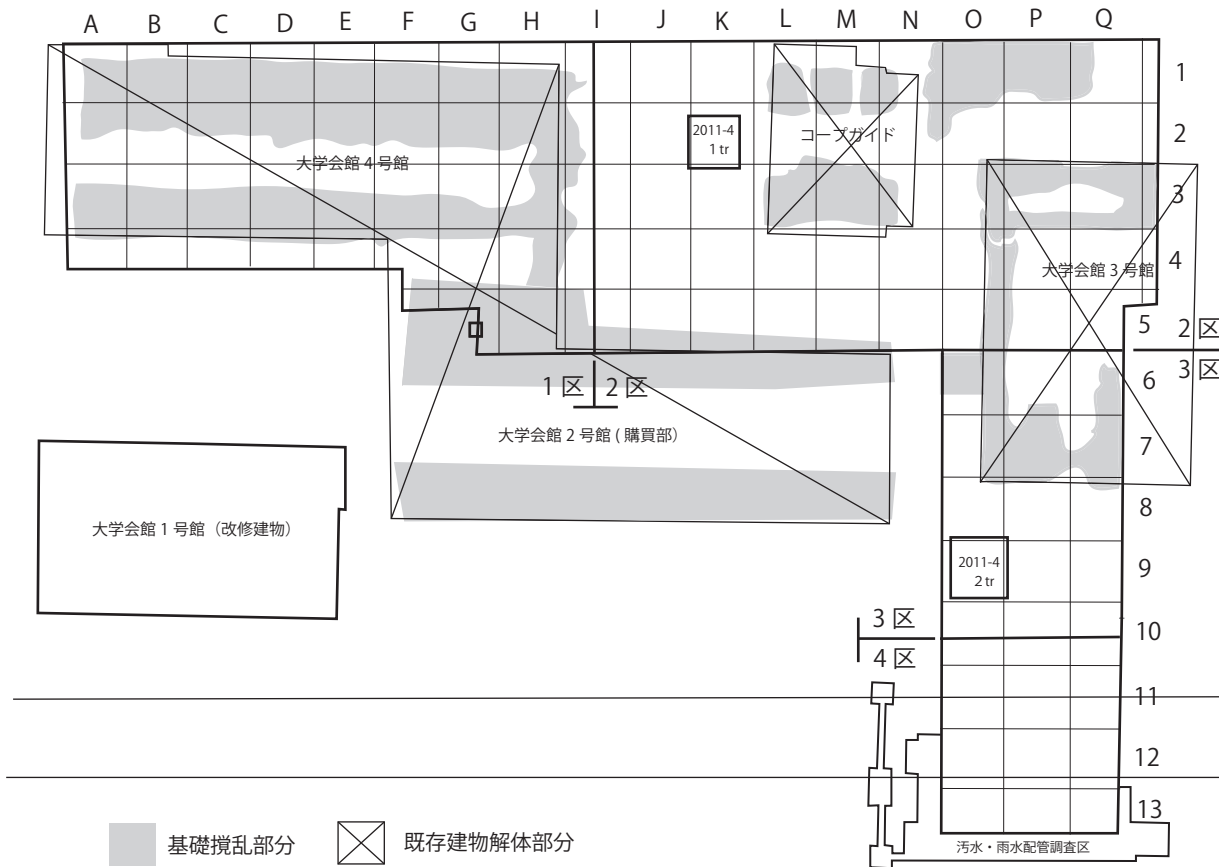 A B C D E F G H I J K L M N O P Q
1
2011-4
1 tr
コープガイド
2
大学会館 4 号館
3
大学会館 3 号館
4
5
2 区
3 区
1 区
2 区
6
大学会館 2 号館 ( 購買部）
7
大学会館 1 号館（改修建物）
8
2011-4
2 tr
9
3 区
4 区
10
11
12
13
基礎撹乱部分
既存建物解体部分
汚水・雨水配管調査区